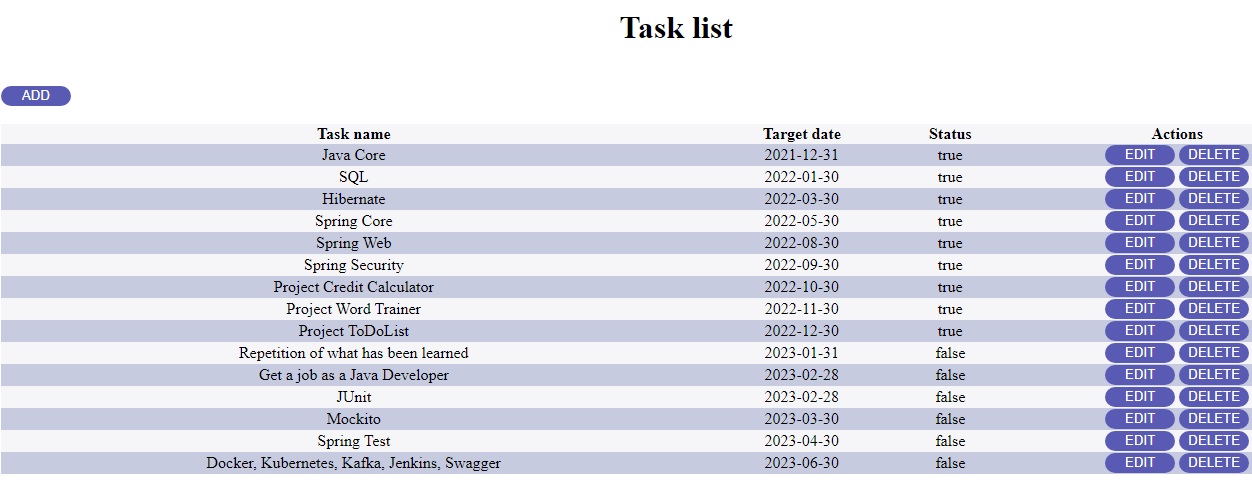 Task list
ADD
Task name Target date Status Actions
Java Core 2021-12-31 true EDIT DELETE
SQL 2022-01-30 true EDIT DELETE
Hibernate 2022-03-30 true EDIT DELETE
Spring Core 2022-05-30 true EDIT DELETE
Spring Web 2022-08-30 true EDIT DELETE
Spring Security 2022-09-30 true EDIT DELETE
Project Credit Calculator 2022-10-30 true EDIT DELETE
Project Word Trainer 2022-11-30 true EDIT DELETE
Project ToDoList 2022-12-30 true EDIT DELETE
Repetition of what has been learned 2023-01-31 false EDIT DELETE
Get a job as a Java Developer 2023-02-28 false EDIT DELETE
JUnit 2023-02-28 false EDIT DELETE
Mockito 2023-03-30 false EDIT DELETE
Spring Test 2023-04-30 false EDIT DELETE
Docker, Kubernetes, Kafka, Jenkins, Swagger 2023-06-30 false EDIT DELETE